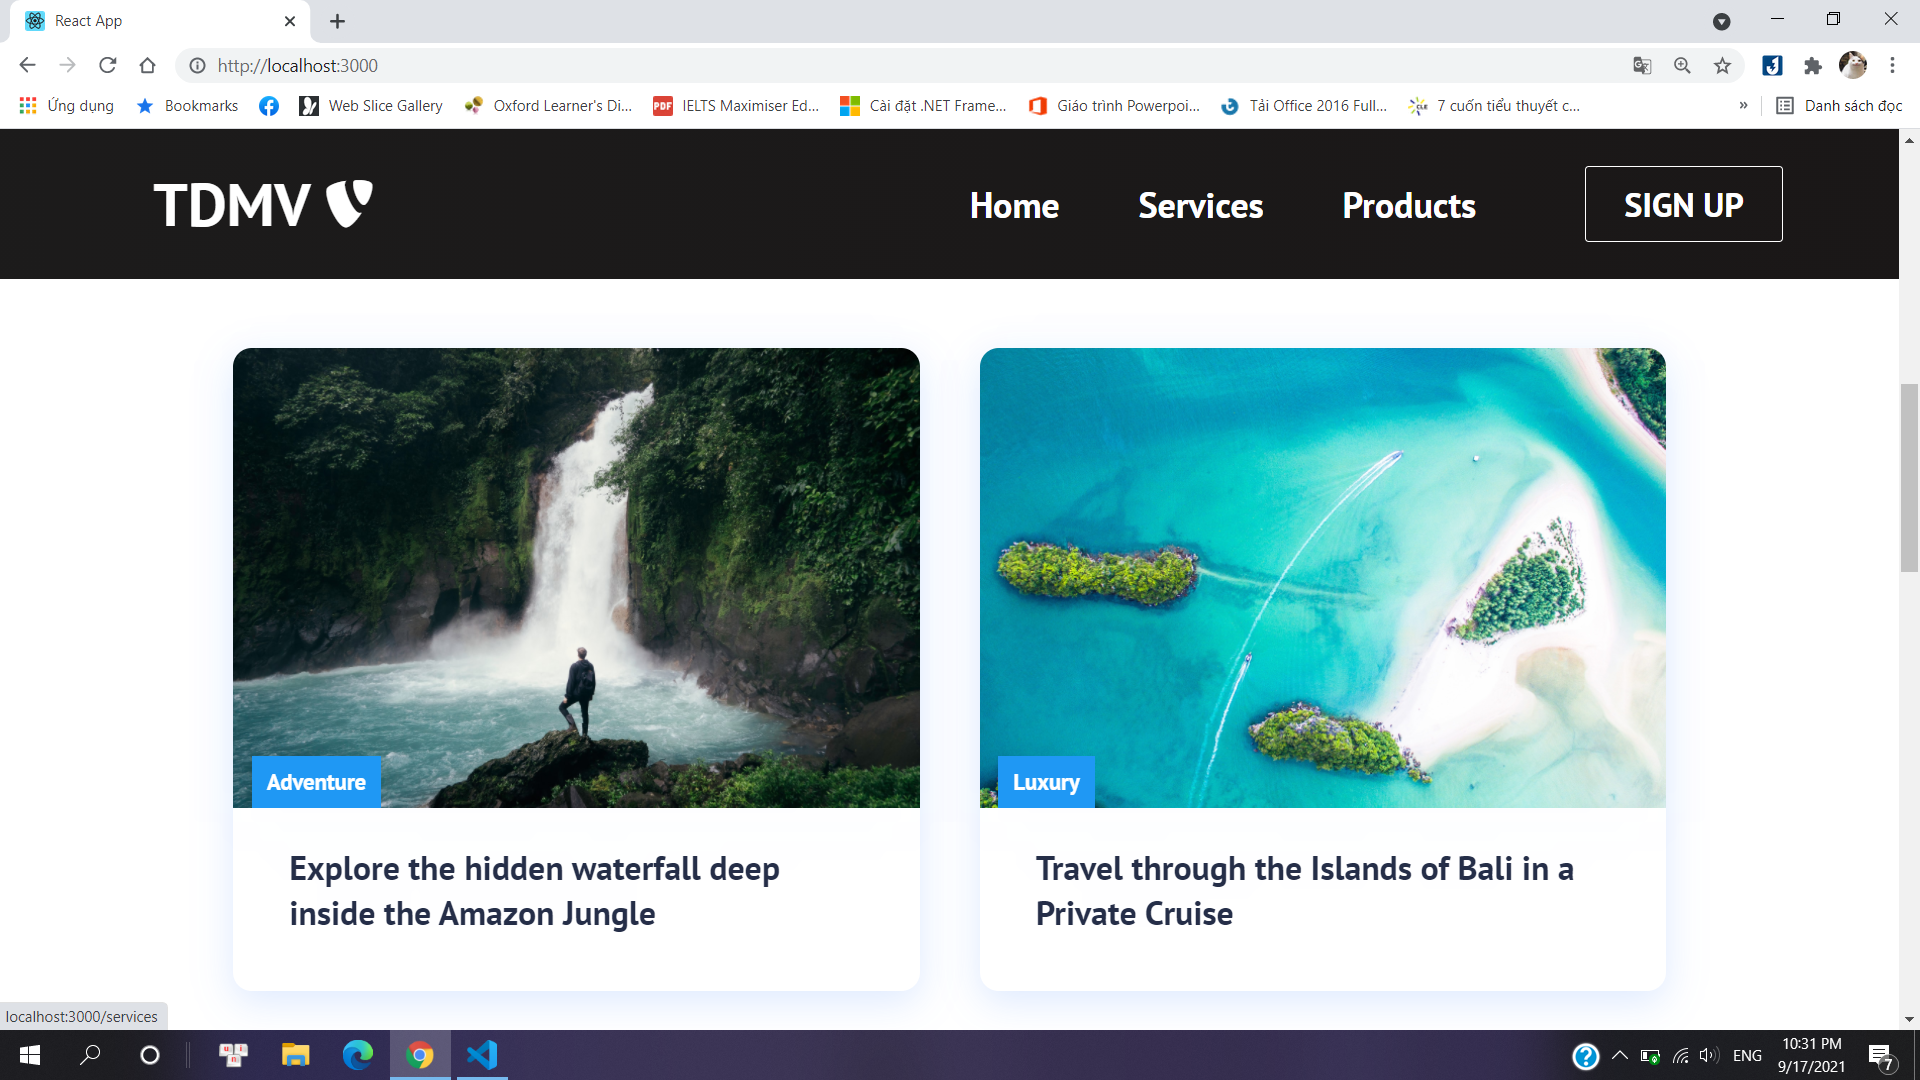 React App
http://localhost:3000
Ứng dụng
Bookmarks
Web Slice Gallery
Oxford Learner's Di...
PDF
IELTS Maximiser Ed...
Cài đặt .NET Frame...
Giáo trình Powerpoi...
Tải Office 2016 Full...
CLE
7 cuốn tiểu thuyết c...
»
Danh sách đọc
TDMV
Home
Services
Products
SIGN UP
Adventure
Luxury
Explore the hidden waterfall deep
inside the Amazon Jungle
Travel through the Islands of Bali in a
Private Cruise
localhost:3000/services
u i n
ENG
10:31 PM
9/17/2021
7